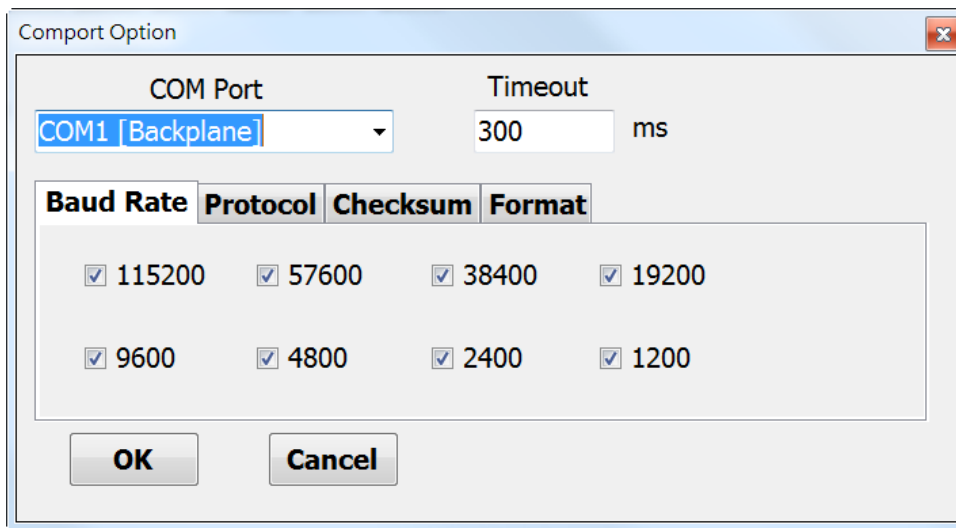 Comport Option
COM Port
Timeout
COM1 [Backplane]
300
ms
Baud Rate Protocol Checksum Format
115200 57600 38400 19200
9600 4800 2400 1200
OK Cancel